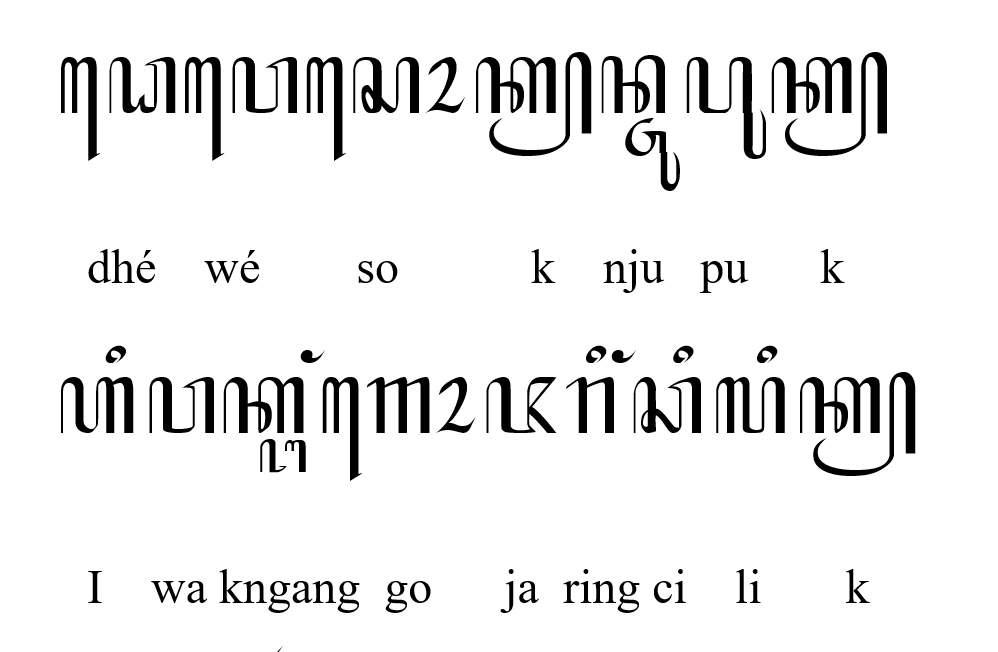 ꦝꦺꦮꦺꦕꦺꦴꦏ꧀ꦤ꧀ꦗꦸꦥꦸꦏ꧀
dhé wé so k nju pu k
ꦲꦶꦮꦏ꧀ꦔꦁꦒꦺꦴꦗꦫꦶꦁꦕꦶꦭꦶꦏ꧀
I wa kngang go ja ring ci li k